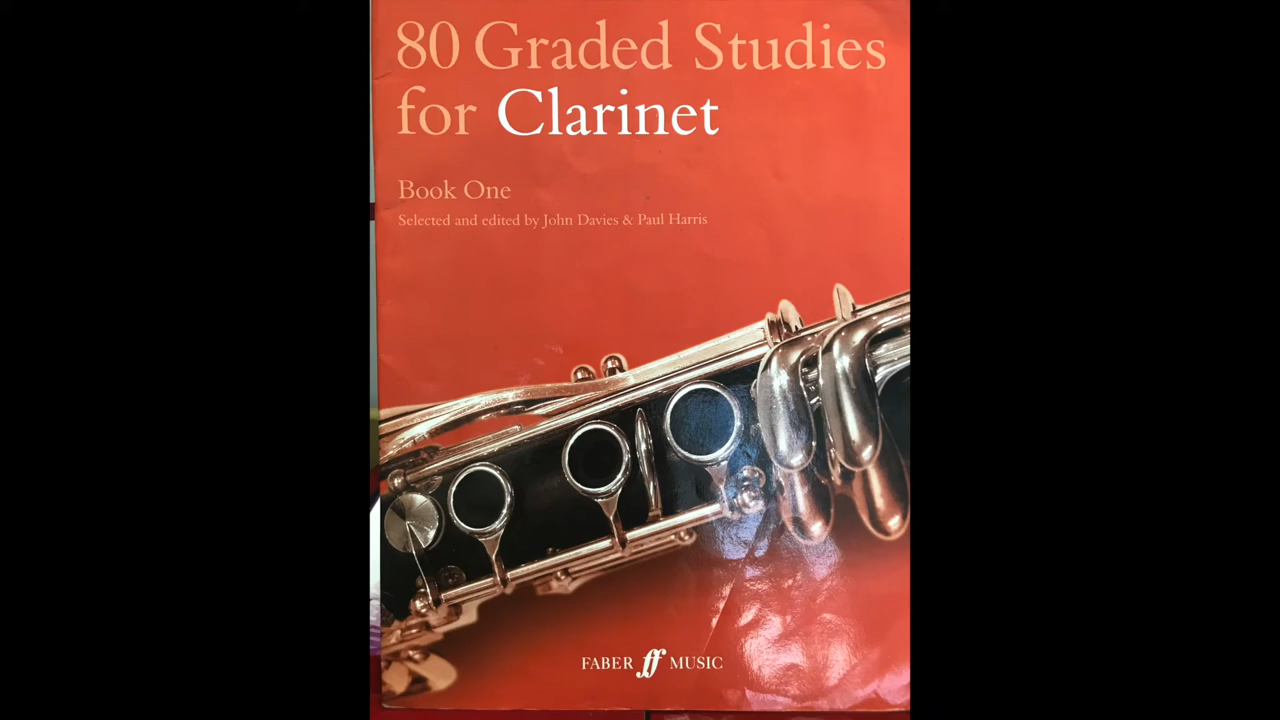 80 Graded Studies
for Clarinet
Book One
Selected and edited by John Davies & Paul Harris
FABER ff MUSIC